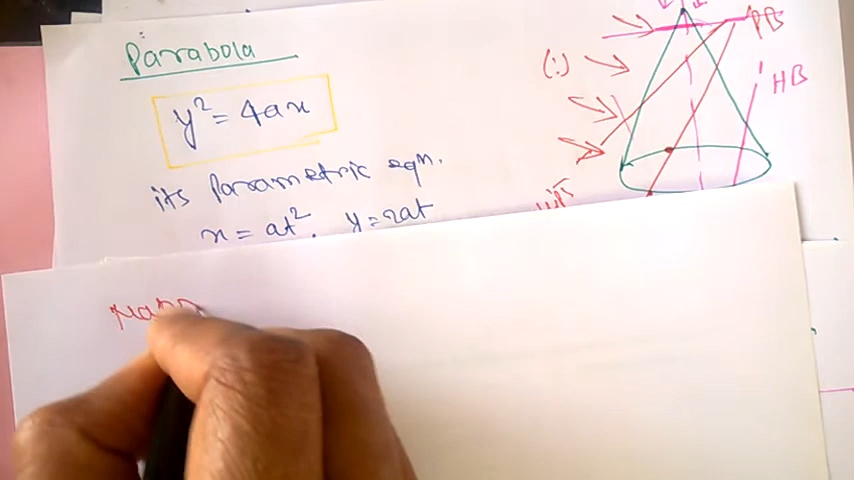 Parabola
y² = 4ax
its Parametric eqn.
x = at². y = 2at
(:)
PB
HB